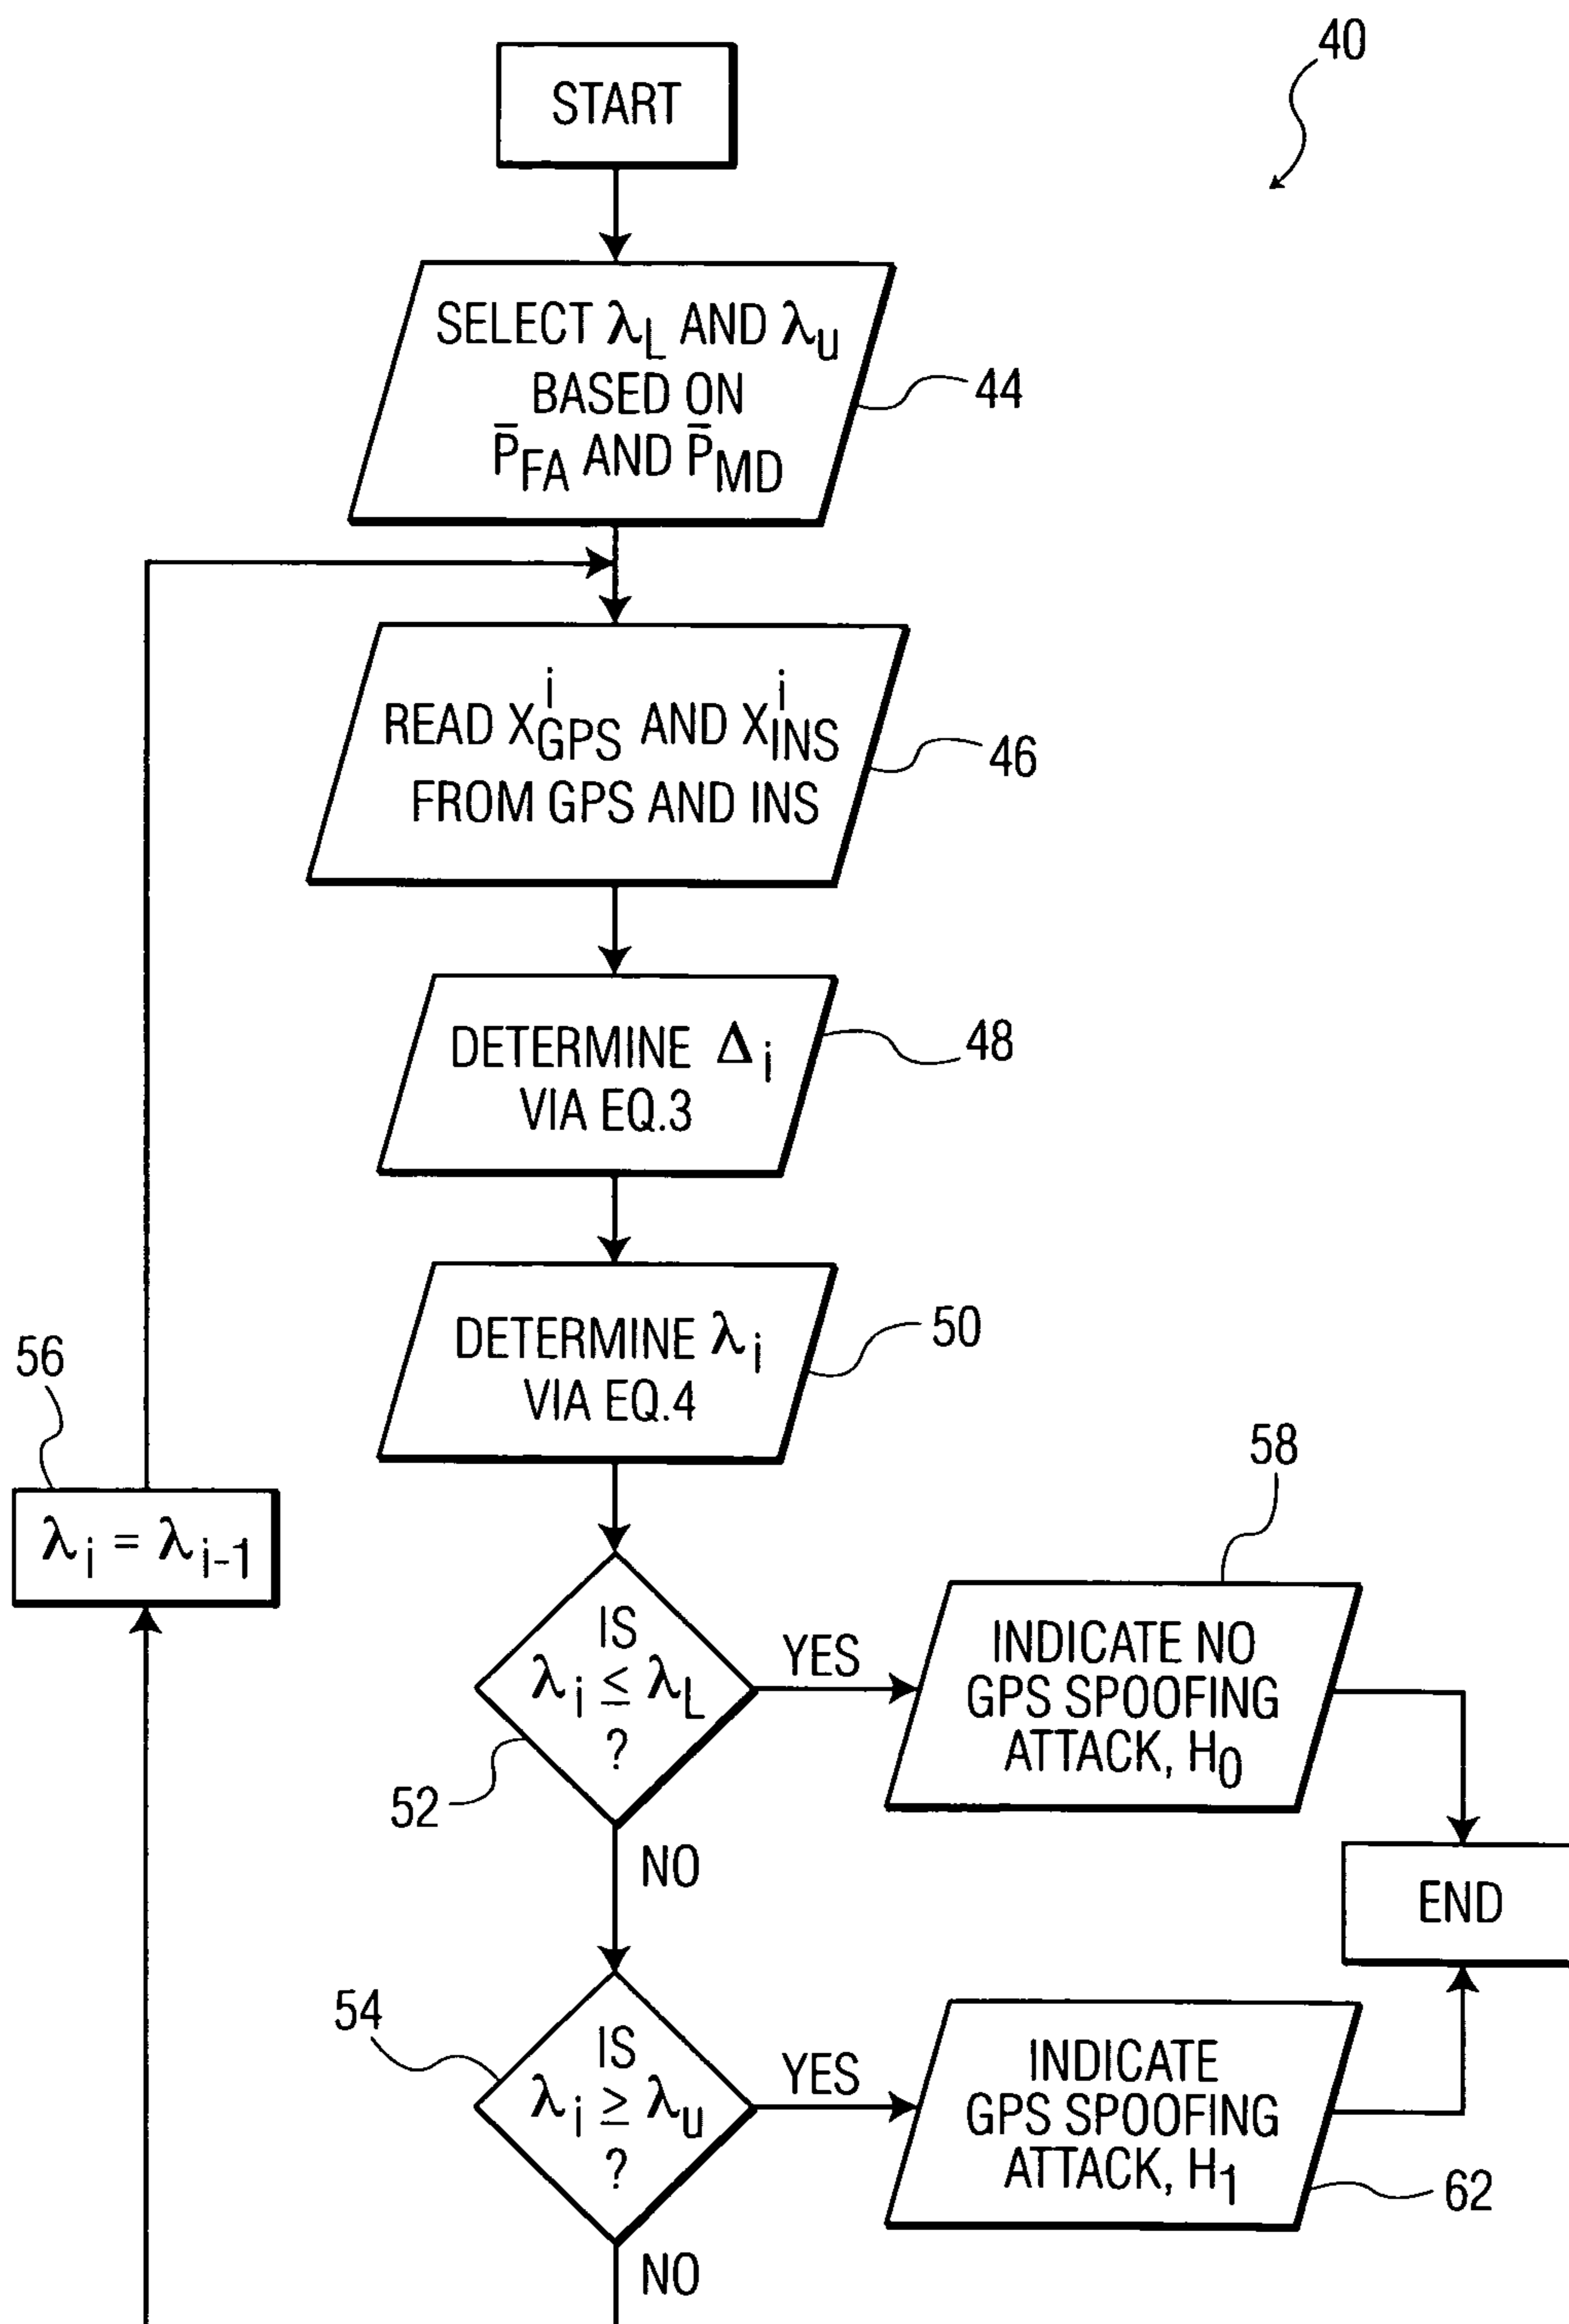 40
START
SELECT λL AND λu
BASED ON
P̄FA AND P̄MD
44
READ XiGPS AND XiINS
FROM GPS AND INS
46
DETERMINE Δi
VIA EQ.3
48
DETERMINE λi
VIA EQ.4
50
56
λi = λi-1
IS
λi ≤ λL
?
52
YES
NO
58
INDICATE NO
GPS SPOOFING
ATTACK, H0
END
54
IS
λi ≥ λu
?
YES
NO
INDICATE
GPS SPOOFING
ATTACK, H1
62